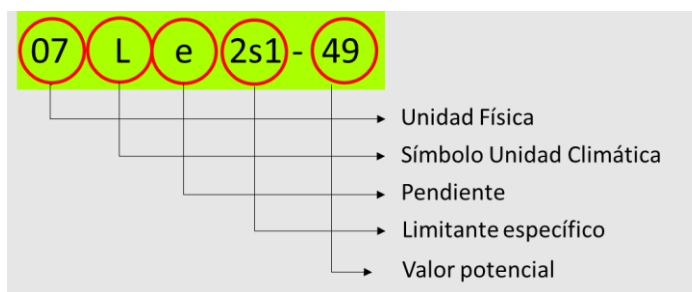 07 L e 2s1 - 49
Unidad Física
Símbolo Unidad Climática
Pendiente
Limitante específico
Valor potencial